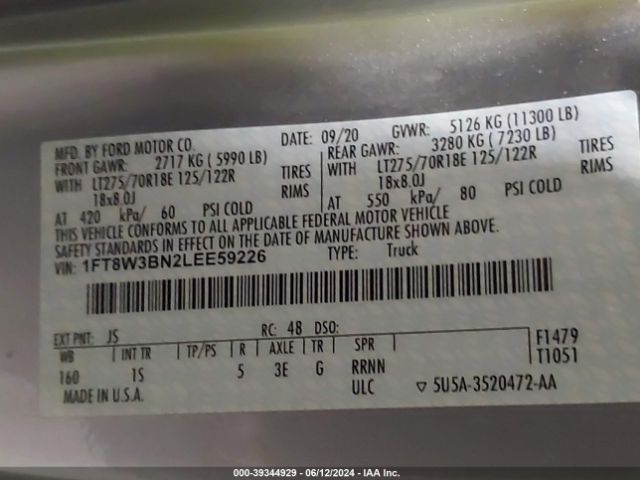 MFD. BY FORD MOTOR CO. DATE: 09/20 GVWR: 5126 KG (11300 LB)
FRONT GAWR: 2717 KG ( 5990 LB) REAR GAWR: 3280 KG ( 7230 LB)
WITH LT275/70R18E 125/122R TIRES WITH LT275/70R18E 125/122R TIRES
18x8.0J RIMS 18x8.0J RIMS
AT 420 kPa/ 60 PSI COLD AT 550 kPa/ 80 PSI COLD
THIS VEHICLE CONFORMS TO ALL APPLICABLE FEDERAL MOTOR VEHICLE
SAFETY STANDARDS IN EFFECT ON THE DATE OF MANUFACTURE SHOWN ABOVE.
VIN: 1FT8W3BN2LEE59226 TYPE: Truck
EXT PNT: JS RC: 48 DSO: F1479
WB INT TR TP/PS R AXLE TR SPR T1051
160 1S 5 3E G RRNN
MADE IN U.S.A. ULC ▽ 5U5A-3520472-AA
000-39344929 - 06/12/2024 - IAA Inc.